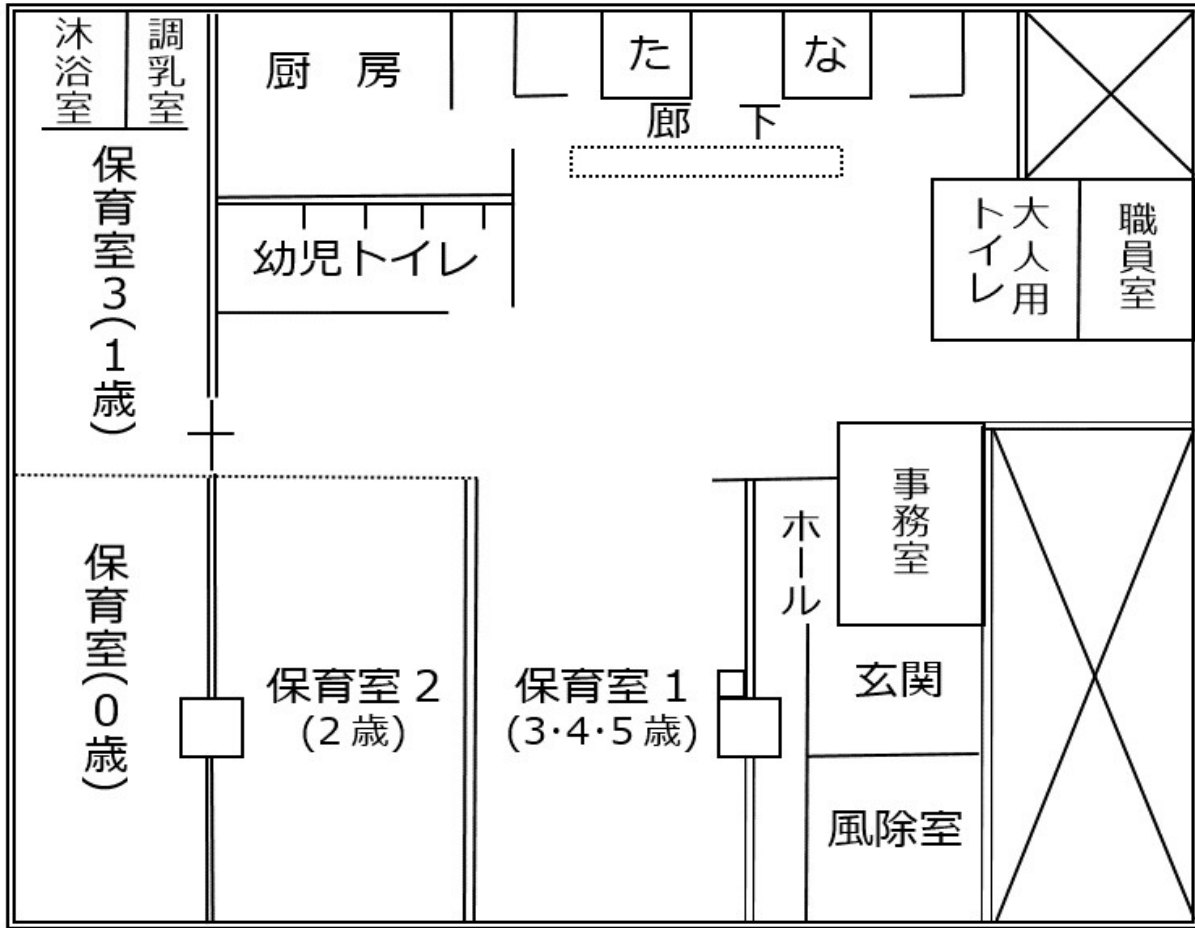 沐浴室
調乳室
厨 房
た
な
廊 下
保育室3(1歳)
幼児トイレ
大人用
トイレ
職員室
事務室
ホール
保育室(0歳)
保育室2
(2歳)
保育室1
(3・4・5歳)
玄関
風除室